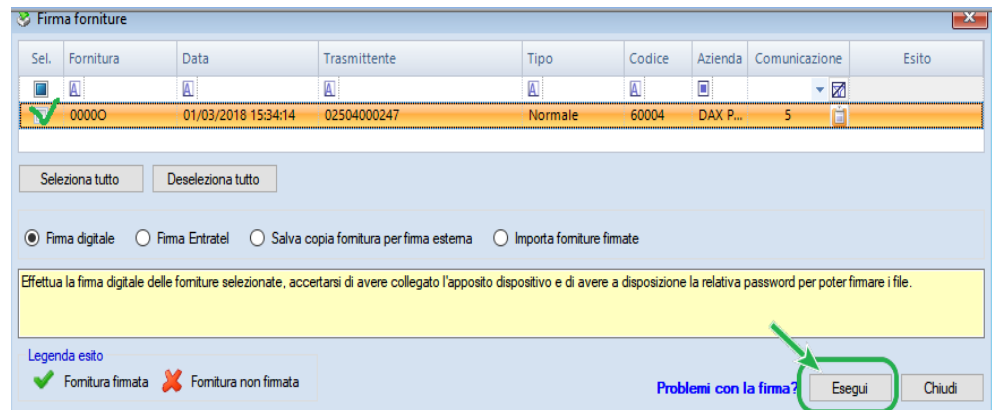 Firma forniture
Sel. Fornitura Data Trasmittente Tipo Codice Azienda Comunicazione Esito
A A A A A
0000O 01/03/2018 15:34:14 02504000247 Normale 60004 DAX P... 5
Seleziona tutto Deseleziona tutto
Firma digitale Firma Entratel Salva copia fornitura per firma esterna Importa forniture firmate
Effettua la firma digitale delle forniture selezionate, accertarsi di avere collegato l'apposito dispositivo e di avere a disposizione la relativa password per poter firmare i file.
Legenda esito
Fornitura firmata Fornitura non firmata
Problemi con la firma? Esegui Chiudi